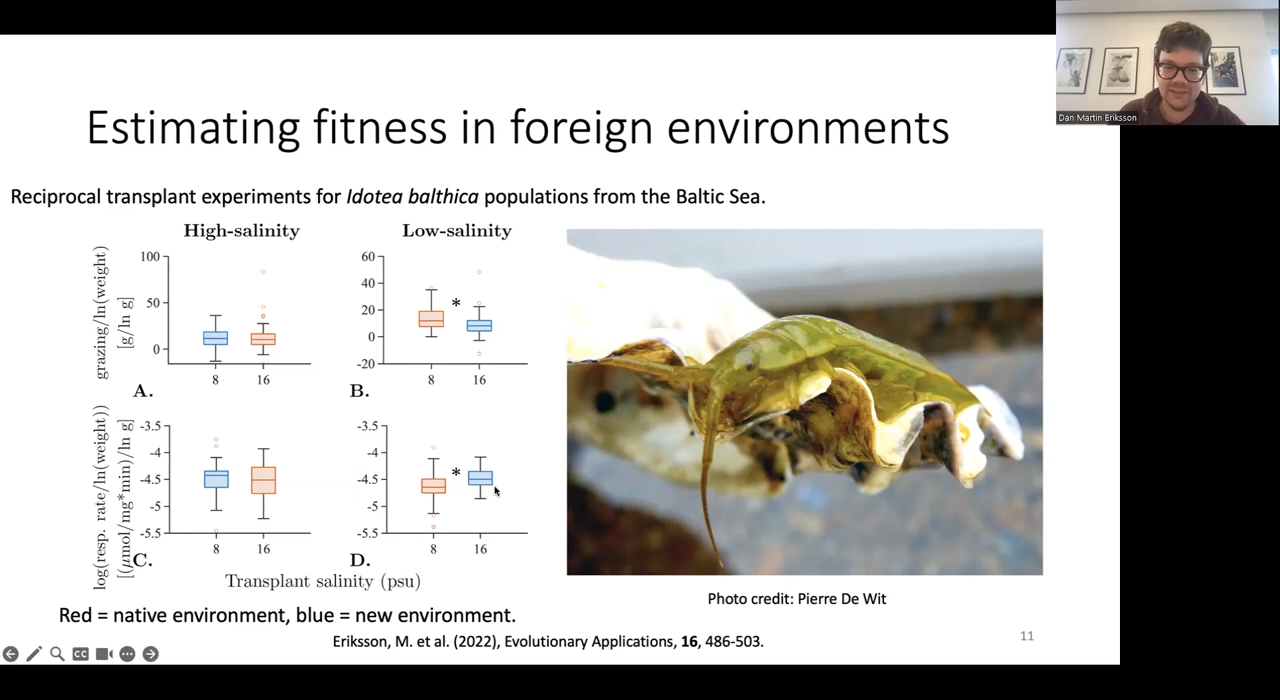 Dan Martin Eriksson
Estimating fitness in foreign environments
Reciprocal transplant experiments for Idotea balthica populations from the Baltic Sea.
High-salinity
Low-salinity
grazing/ln(weight)
[g/ln g]
100
50
0
8
16
A.
60
40
20
0
-20
*
8
16
B.
log(resp. rate/ln(weight))
[(μmol/mg*min)/ln g]
-3.5
-4
-4.5
-5
-5.5
8
16
C.
-3.5
-4
-4.5
-5
-5.5
*
8
16
D.
Transplant salinity (psu)
Photo credit: Pierre De Wit
Red = native environment, blue = new environment.
Eriksson, M. et al. (2022), Evolutionary Applications, 16, 486-503.
11
CC